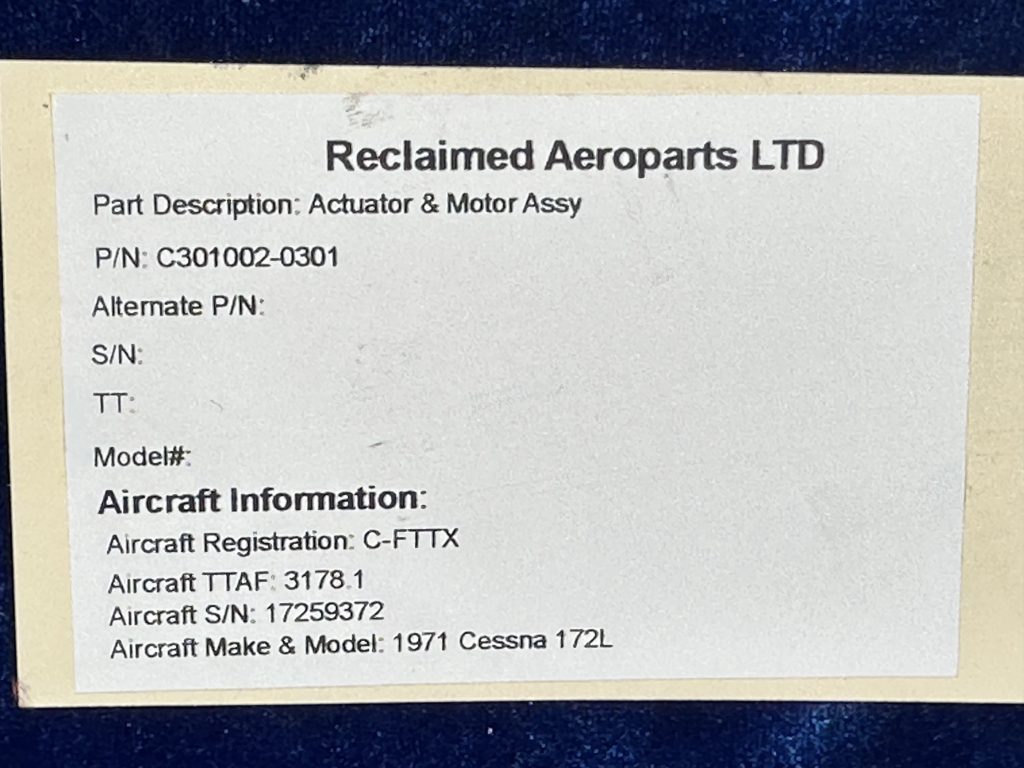 Reclaimed Aeroparts LTD
Part Description: Actuator & Motor Assy
P/N: C301002-0301
Alternate P/N:
S/N:
TT:
Model#:
Aircraft Information:
Aircraft Registration: C-FTTX
Aircraft TTAF: 3178.1
Aircraft S/N: 17259372
Aircraft Make & Model: 1971 Cessna 172L